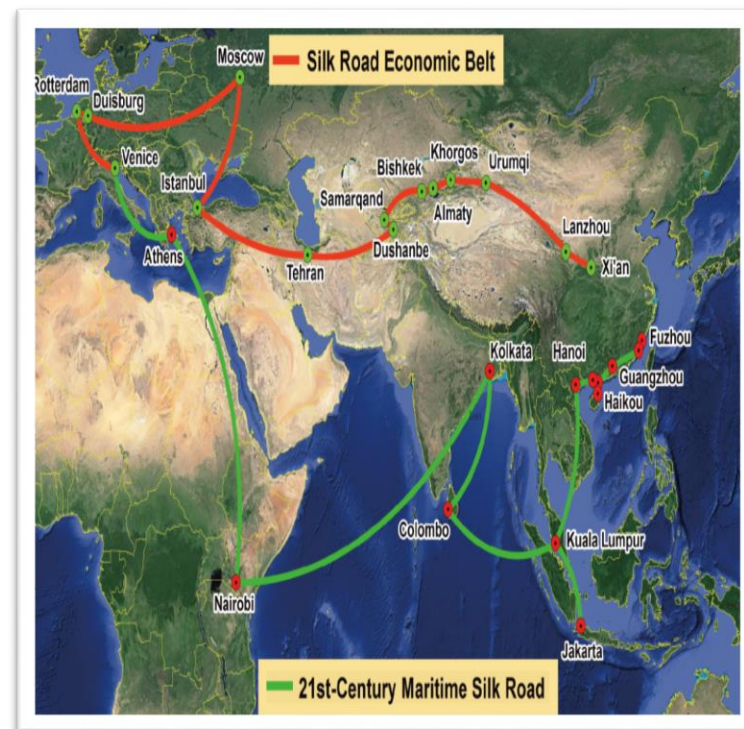 Moscow
Silk Road Economic Belt
Rotterdam
Duisburg
Venice
Istanbul
Athens
Tehran
Samarqand
Bishkek
Khorgos
Urumqi
Almaty
Dushanbe
Lanzhou
Xi'an
Kolkata
Hanoi
Fuzhou
Guangzhou
Haikou
Colombo
Kuala Lumpur
Nairobi
Jakarta
21st-Century Maritime Silk Road